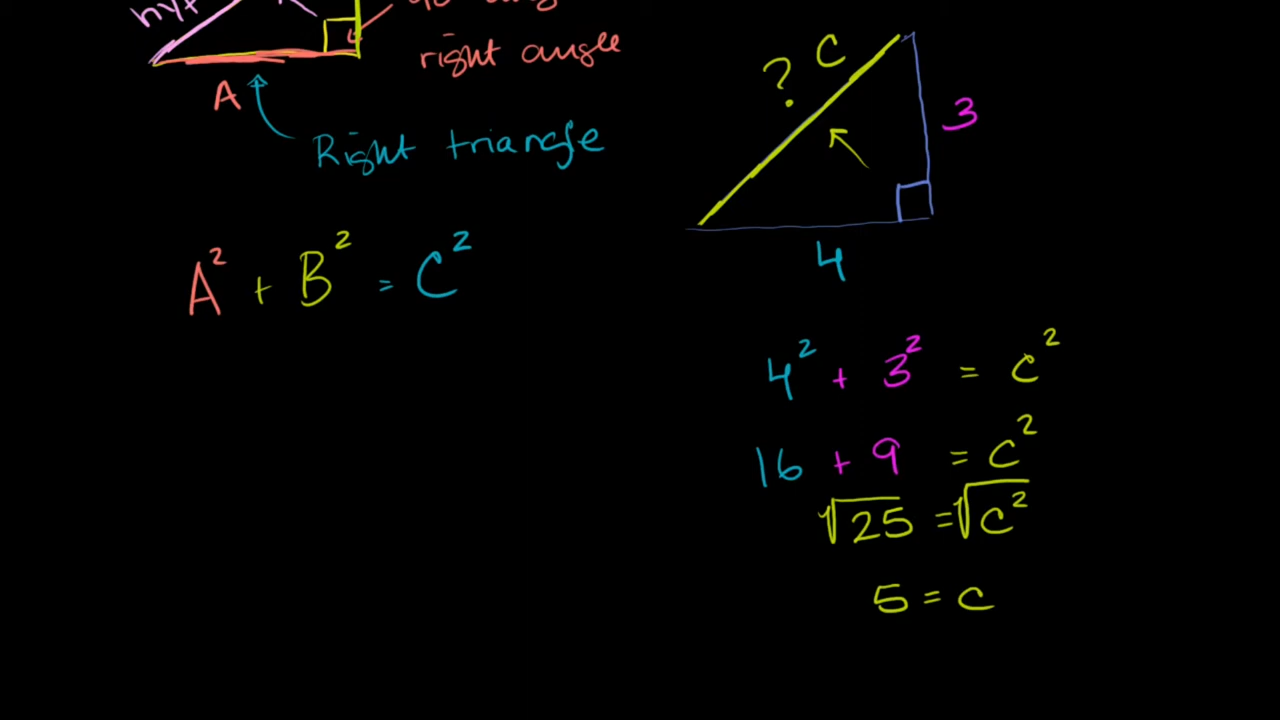 right angle
A
Right triangle
A² + B² = C²
? C
3
4
4² + 3² = c²
16 + 9 = c²
√25 = √c²
5 = c